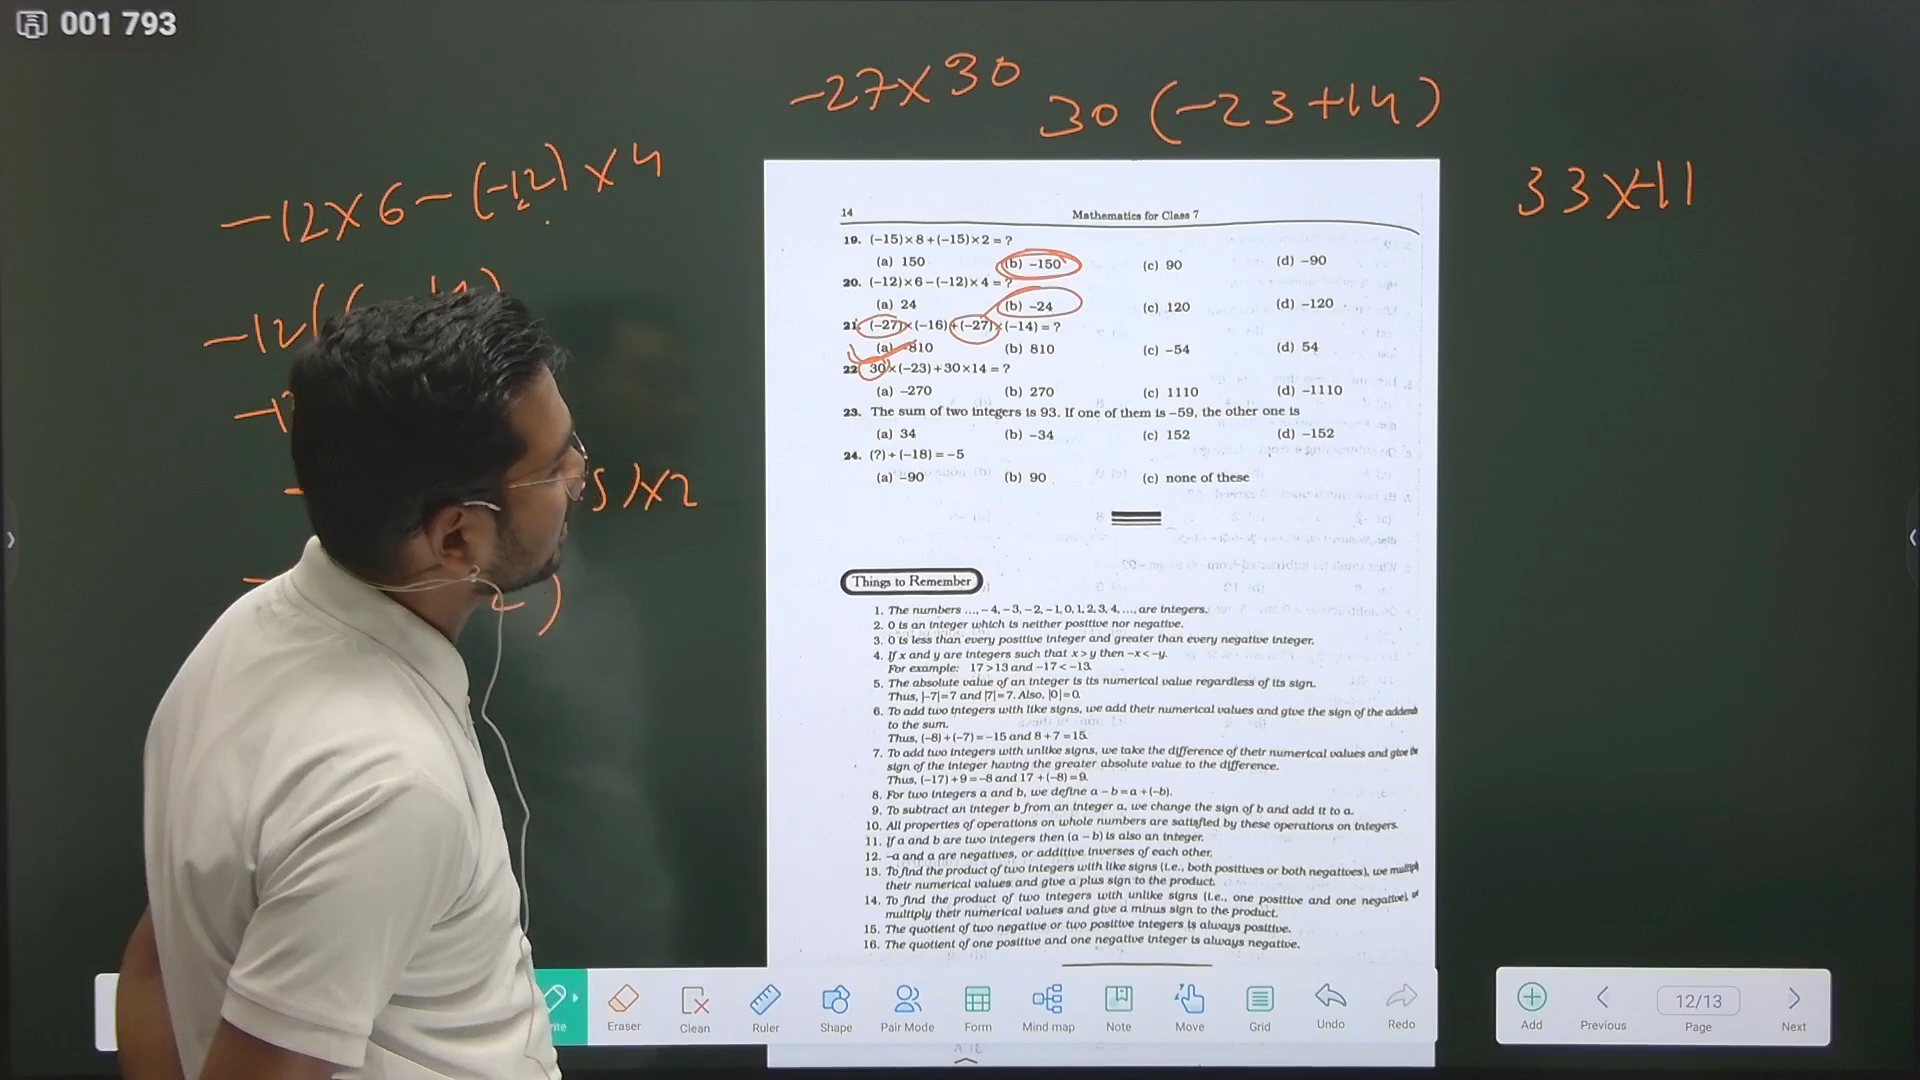 001 793
-27×30
30 (-23+14)
-12×6-(-12)×4
33×-11
5)×2
14
Mathematics for Class 7
19. (−15)×8+(−15)×2 = ?
(a) 150 (b) −150 (c) 90 (d) −90
20. (−12)×6−(−12)×4 = ?
(a) 24 (b) −24 (c) 120 (d) −120
21. (−27)×(−16)+(−27)×(−14) = ?
(a) −810 (b) 810 (c) −54 (d) 54
22. 30×(−23)+30×14 = ?
(a) −270 (b) 270 (c) 1110 (d) −1110
23. The sum of two integers is 93. If one of them is −59, the other one is
(a) 34 (b) −34 (c) 152 (d) −152
24. (?)÷(−18) = −5
(a) −90 (b) 90 (c) none of these
Things to Remember
1. The numbers ..., −4, −3, −2, −1, 0, 1, 2, 3, 4, ..., are integers.
2. 0 is an integer which is neither positive nor negative.
3. 0 is less than every positive integer and greater than every negative integer.
4. If x and y are integers such that x > y then −x < −y.
For example: 17 > 13 and −17 < −13.
5. The absolute value of an integer is its numerical value regardless of its sign.
Thus, |−7| = 7 and |7| = 7. Also, |0| = 0.
6. To add two integers with like signs, we add their numerical values and give the sign of the addends
to the sum.
Thus, (−8)+(−7) = −15 and 8+7 = 15.
7. To add two integers with unlike signs, we take the difference of their numerical values and give the
sign of the integer having the greater absolute value to the difference.
Thus, (−17)+9 = −8 and 17+(−8) = 9.
8. For two integers a and b, we define a − b = a + (−b).
9. To subtract an integer b from an integer a, we change the sign of b and add it to a.
10. All properties of operations on whole numbers are satisfied by these operations on integers.
11. If a and b are two integers then (a − b) is also an integer.
12. −a and a are negatives, or additive inverses of each other.
13. To find the product of two integers with like signs (i.e., both positives or both negatives), we multiply
their numerical values and give a plus sign to the product.
14. To find the product of two integers with unlike signs (i.e., one positive and one negative),
multiply their numerical values and give a minus sign to the product.
15. The quotient of two negative or two positive integers is always positive.
16. The quotient of one positive and one negative integer is always negative.
Eraser Clean Ruler Shape Pair Mode Form Mind map Note Move Grid Undo Redo
12/13
Add Previous Page Next